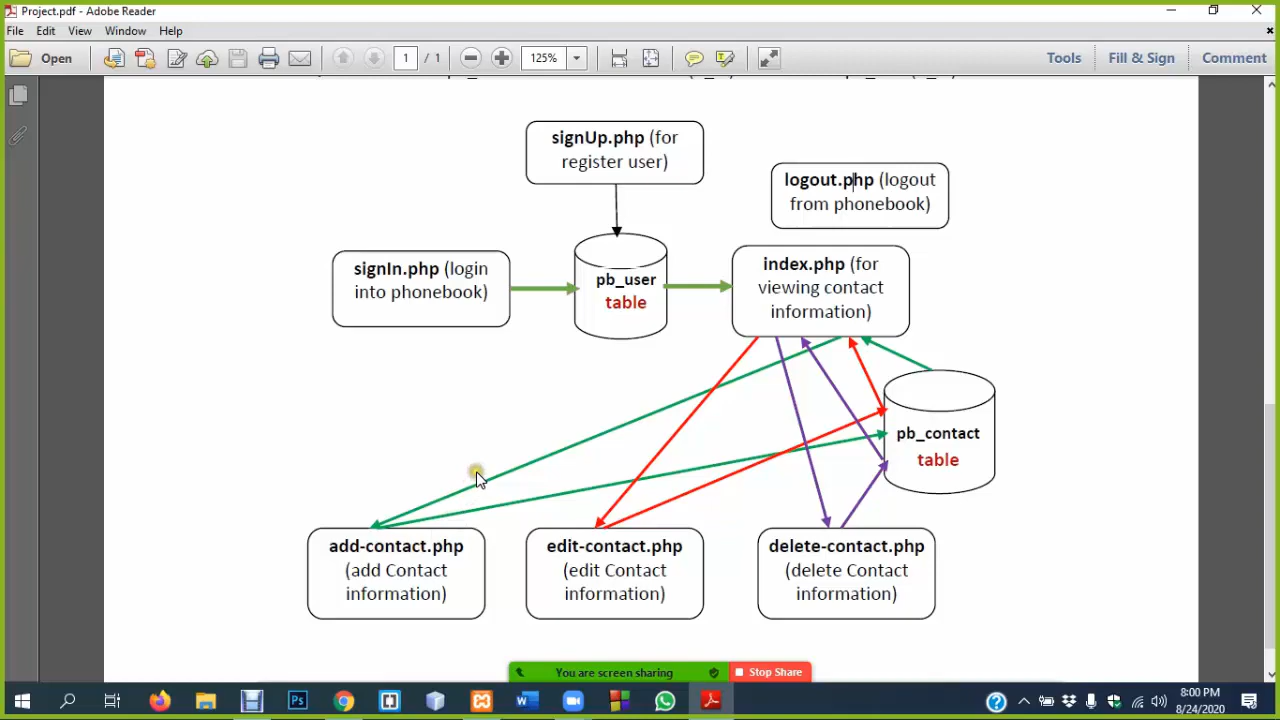 Project.pdf - Adobe Reader
File Edit View Window Help
Open 1 / 1 125% Tools Fill & Sign Comment
signUp.php (for
register user)
logout.php (logout
from phonebook)
signIn.php (login
into phonebook)
pb_user
table
index.php (for
viewing contact
information)
pb_contact
table
add-contact.php
(add Contact
information)
edit-contact.php
(edit Contact
information)
delete-contact.php
(delete Contact
information)
You are screen sharing Stop Share
8:00 PM
8/24/2020